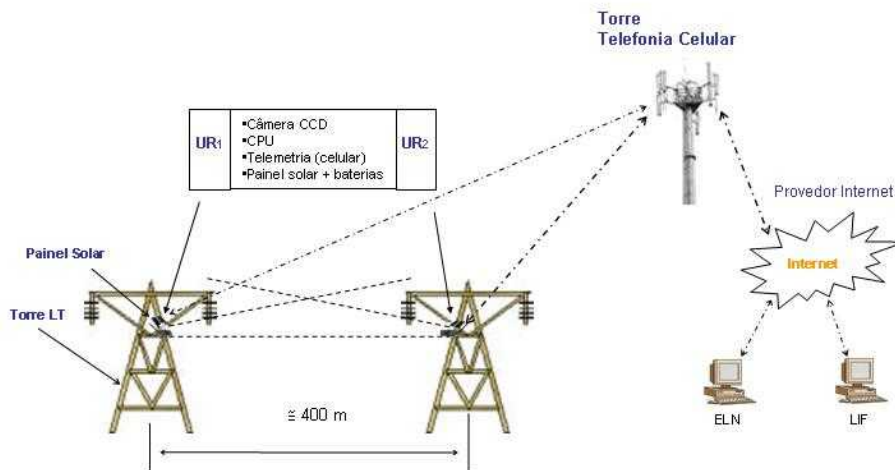 Torre
Telefonia Celular
UR1
▪Câmera CCD
▪CPU
▪Telemetria (celular)
▪Painel solar + baterias
UR2
Provedor Internet
Painel Solar
Internet
Torre LT
≅ 400 m
ELN
LIF